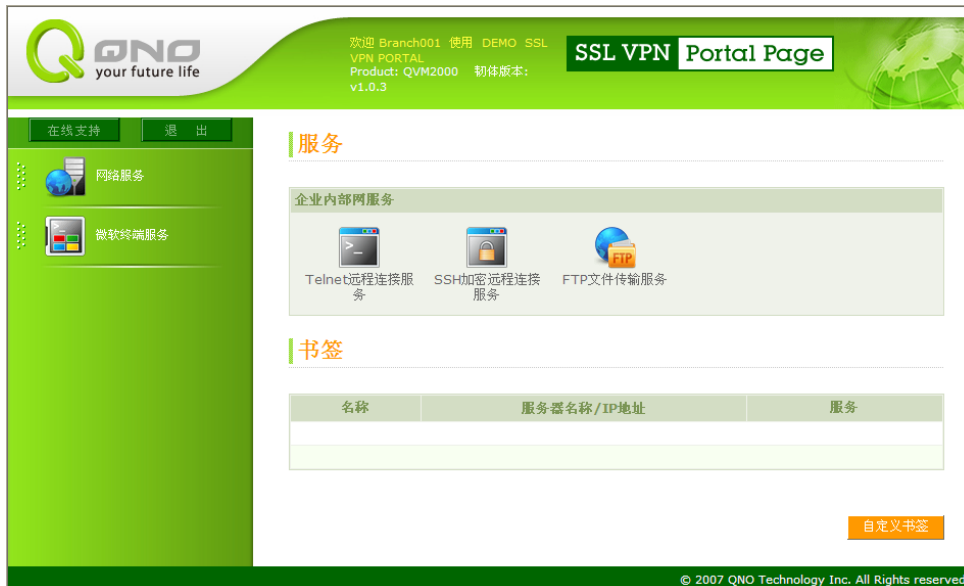 QNO
your future life
欢迎 Branch001 使用 DEMO SSL
VPN PORTAL
Product: QVM2000 韧体版本:
v1.0.3
SSL VPN Portal Page
在线支持 退 出
网络服务
微软终端服务
服务
企业内部网服务
Telnet远程连接服
务
SSH加密远程连接
服务
FTP
FTP文件传输服务
书签
名称 服务器名称/IP地址 服务
自定义书签
© 2007 QNO Technology Inc. All Rights reserved